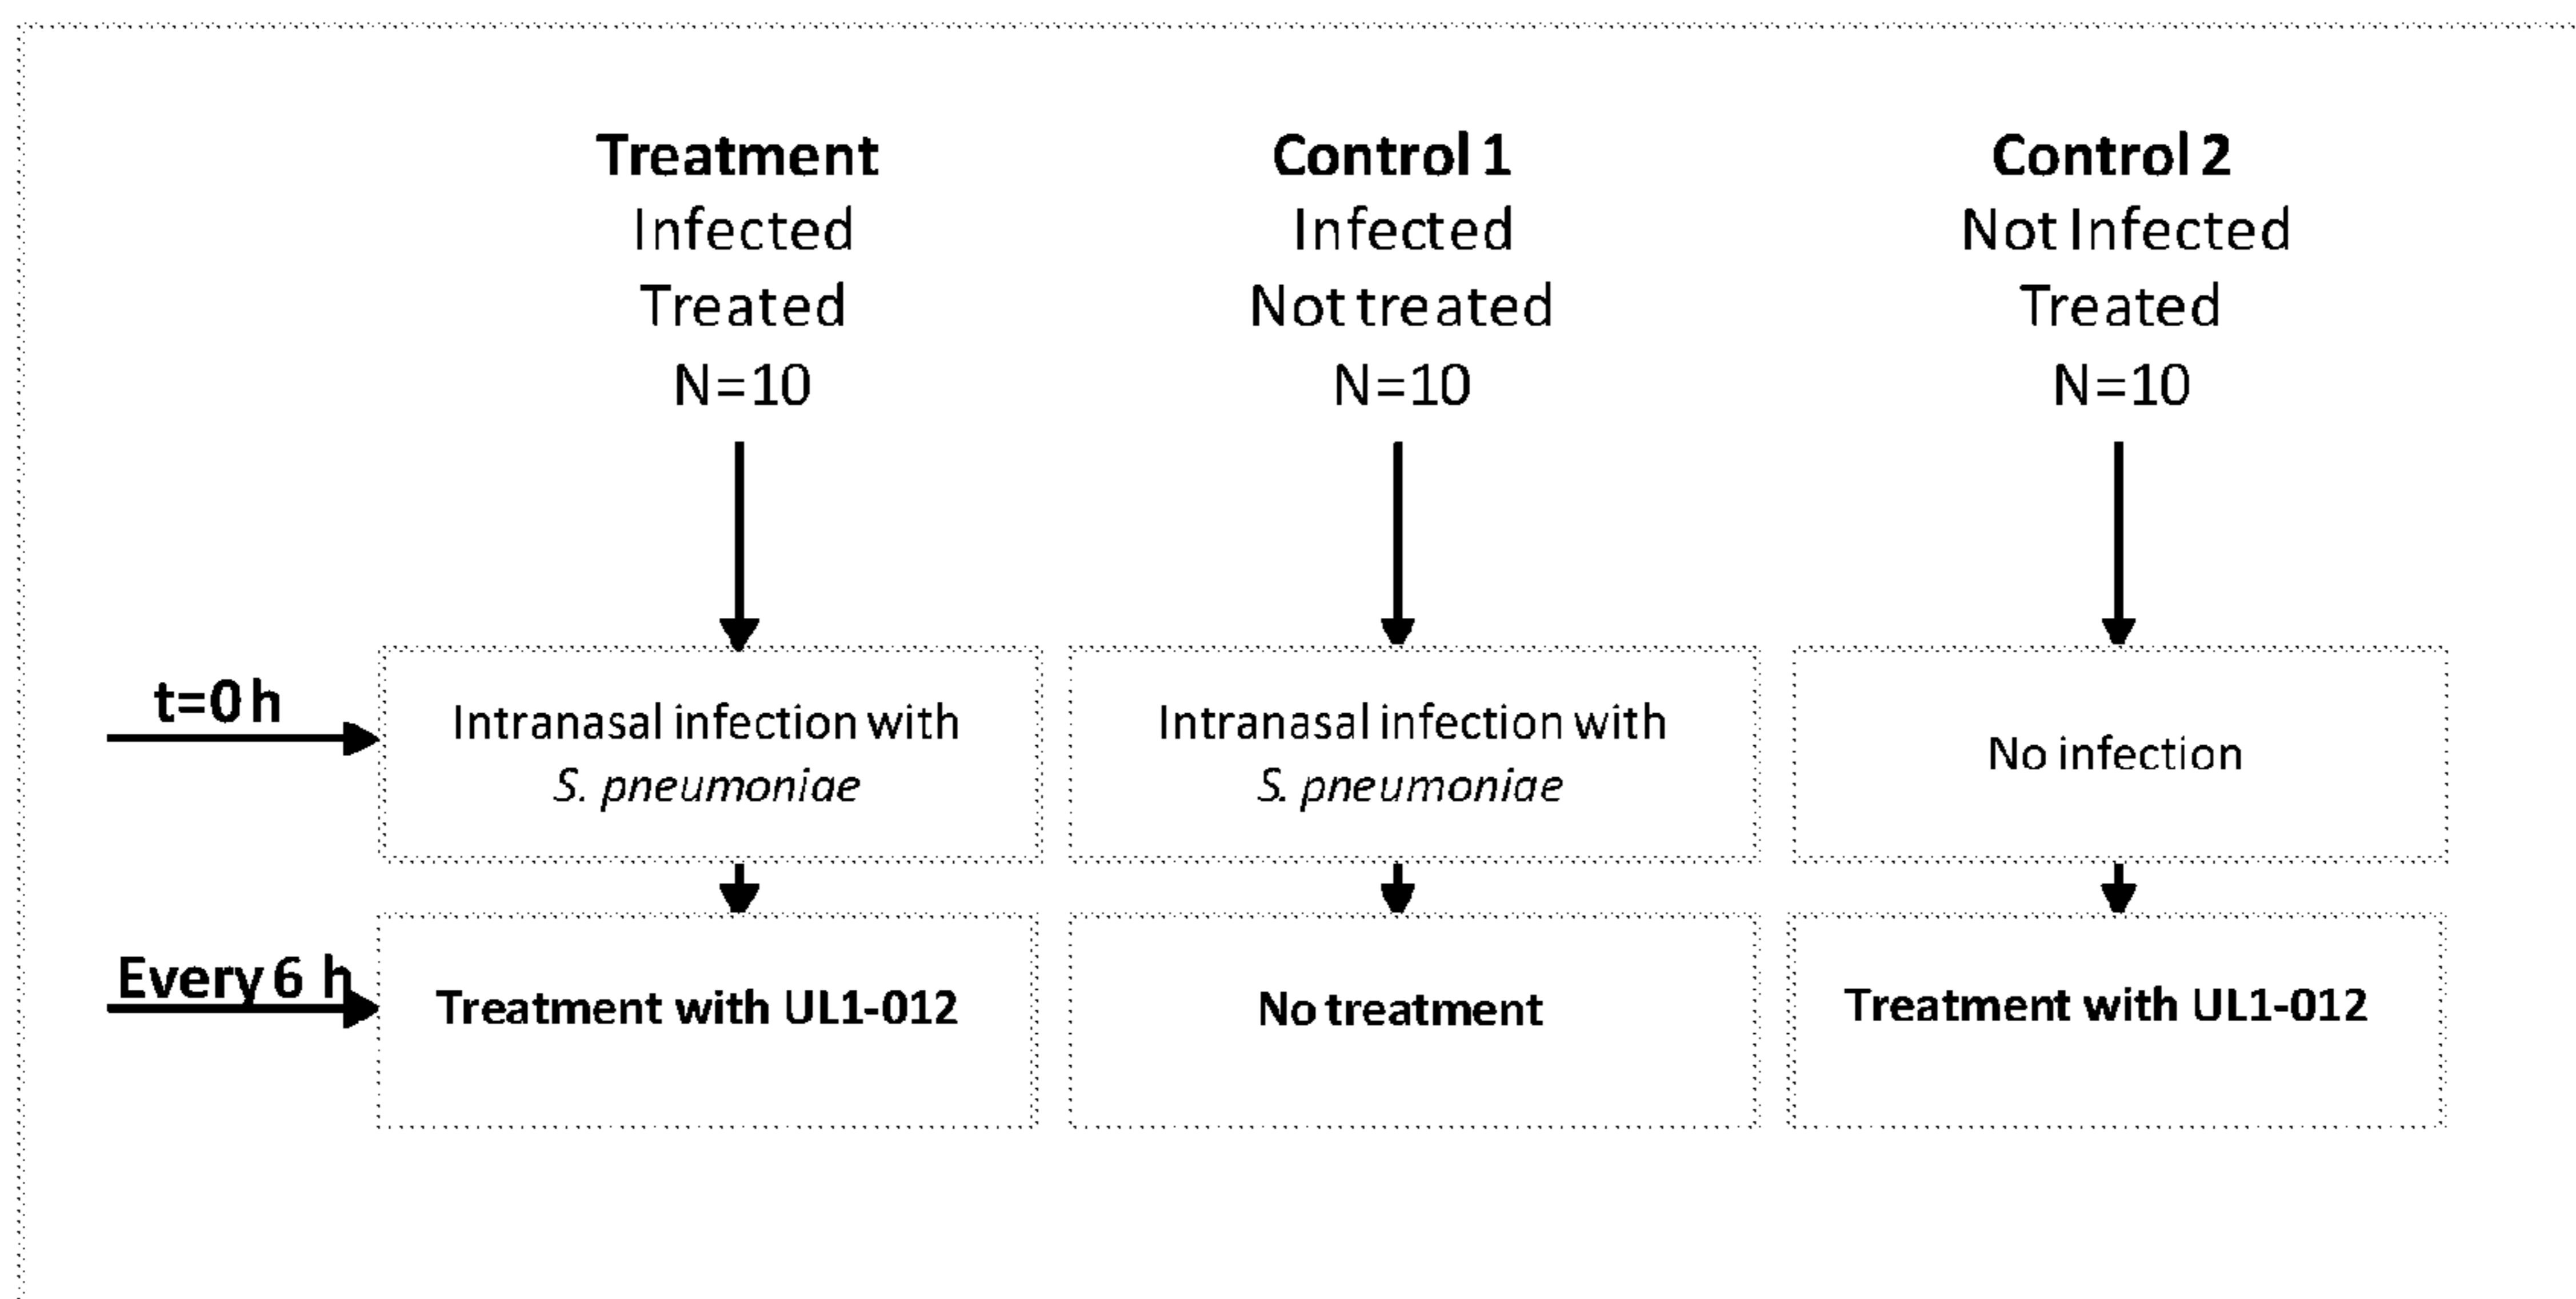 Treatment
Infected
Treated
N=10
Control 1
Infected
Not treated
N=10
Control 2
Not Infected
Treated
N=10
t=0 h
Intranasal infection with
S. pneumoniae
Intranasal infection with
S. pneumoniae
No infection
Every 6 h
Treatment with UL1-012
No treatment
Treatment with UL1-012